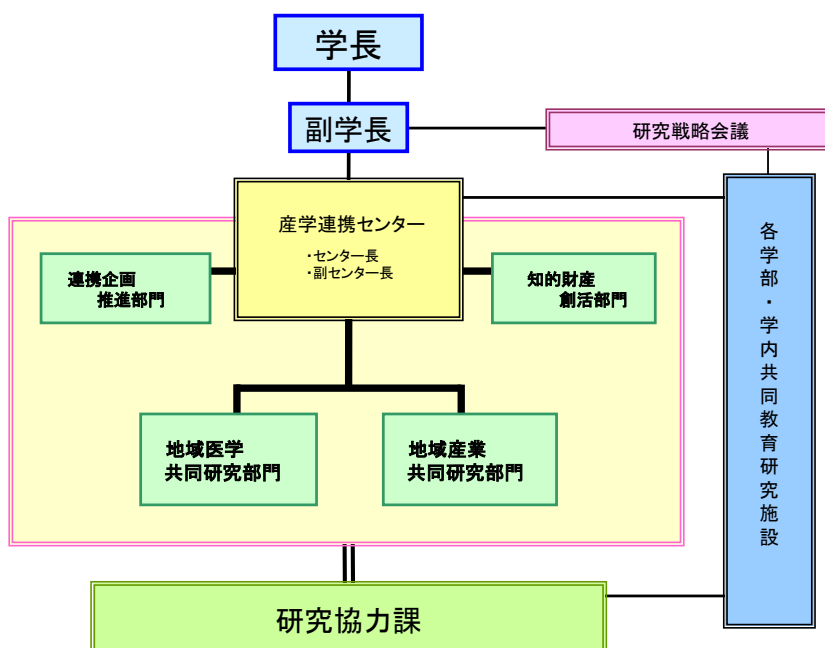 学長
副学長
研究戦略会議
産学連携センター
・センター長
・副センター長
連携企画
推進部門
知的財産
創活部門
各学部・学内共同教育研究施設
地域医学
共同研究部門
地域産業
共同研究部門
研究協力課